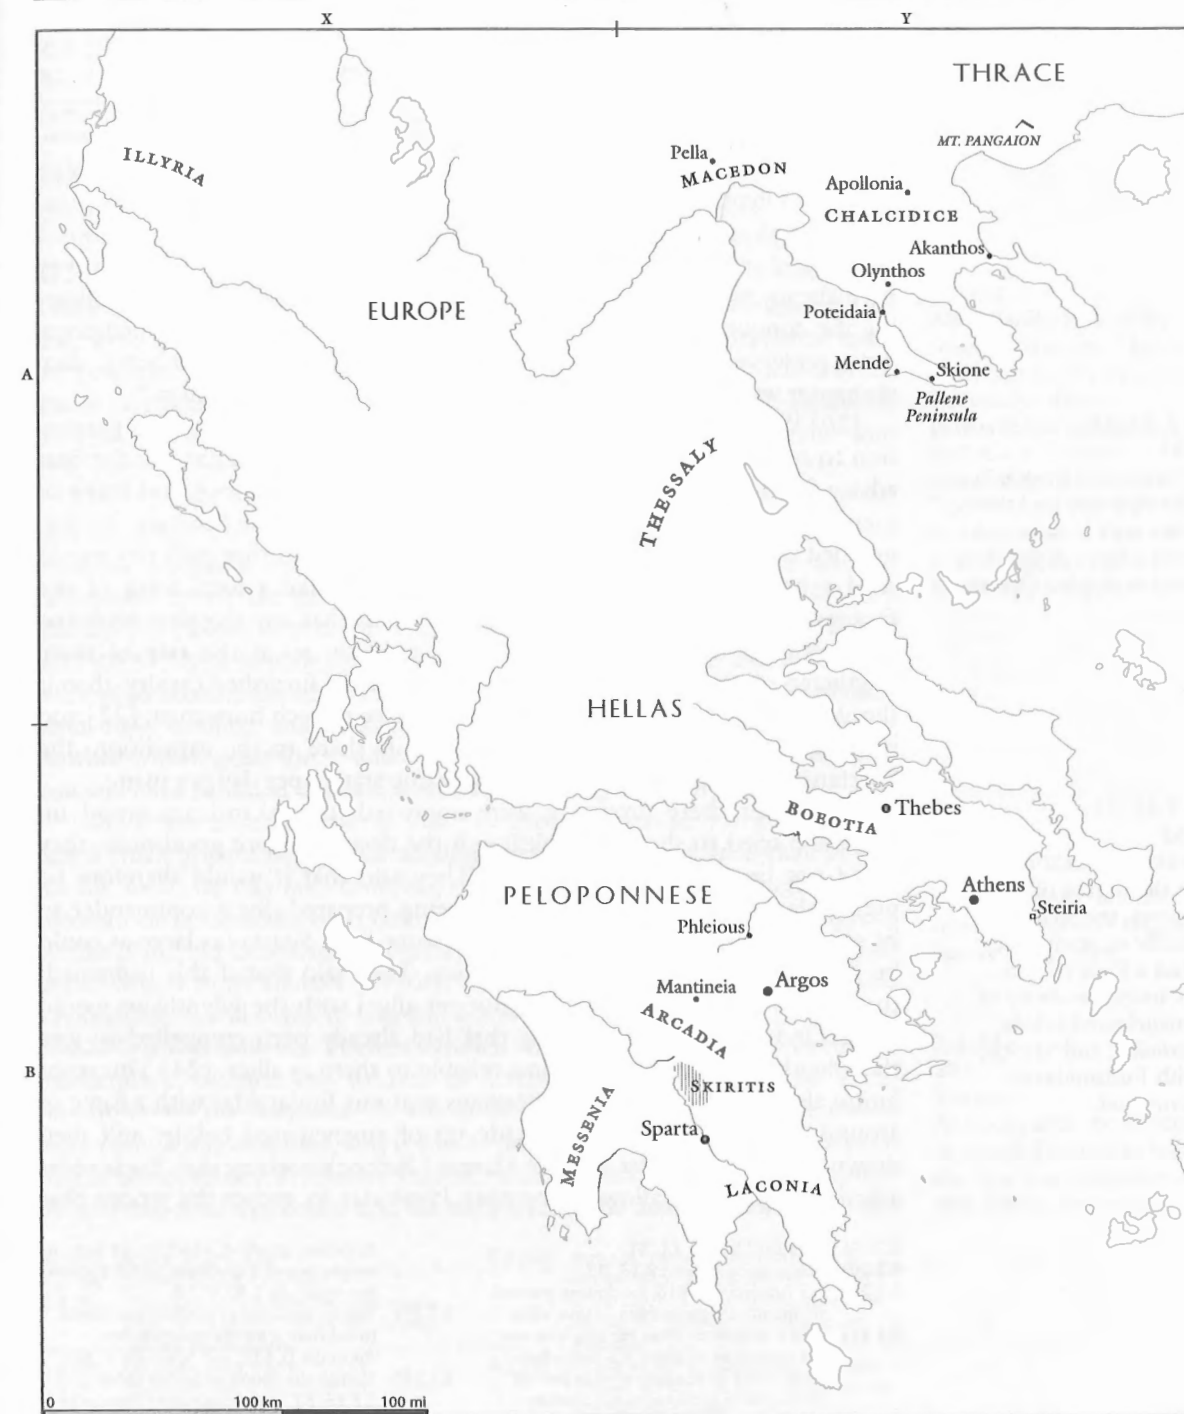 X
Y
THRACE
MT. PANGAION
ILLYRIA
Pella
MACEDON
Apollonia
CHALCIDICE
Akanthos
Olynthos
EUROPE
Poteidaia
A
Mende
Skione
Pallene
Peninsula
THESSALY
HELLAS
BOEOTIA
Thebes
PELOPONNESE
Athens
Steiria
Phleious
Mantineia
Argos
ARCADIA
B
SKIRITIS
MESSENIA
Sparta
LACONIA
0
100 km
100 mi